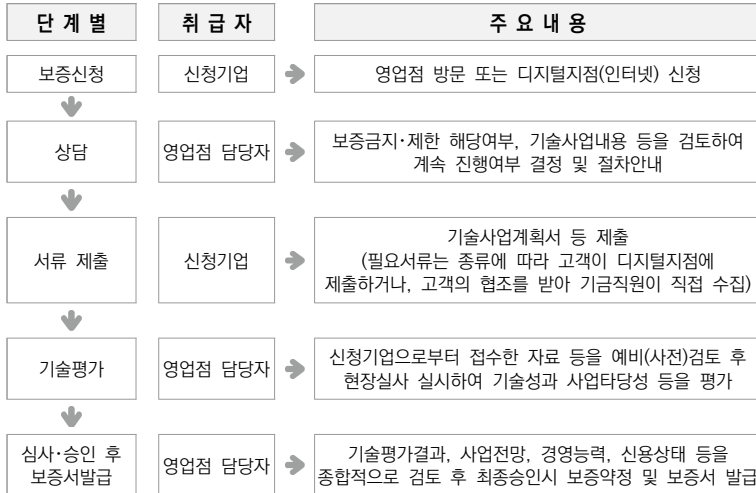 단 계 별 취 급 자 주 요 내 용
보증신청 신청기업 영업점 방문 또는 디지털지점(인터넷) 신청
상담 영업점 담당자 보증금지·제한 해당여부, 기술사업내용 등을 검토하여
계속 진행여부 결정 및 절차안내
서류 제출 신청기업 기술사업계획서 등 제출
(필요서류는 종류에 따라 고객이 디지털지점에
제출하거나, 고객의 협조를 받아 기금직원이 직접 수집)
기술평가 영업점 담당자 신청기업으로부터 접수한 자료 등을 예비(사전)검토 후
현장실사 실시하여 기술성과 사업타당성 등을 평가
심사·승인 후
보증서발급 영업점 담당자 기술평가결과, 사업전망, 경영능력, 신용상태 등을
종합적으로 검토 후 최종승인시 보증약정 및 보증서 발급